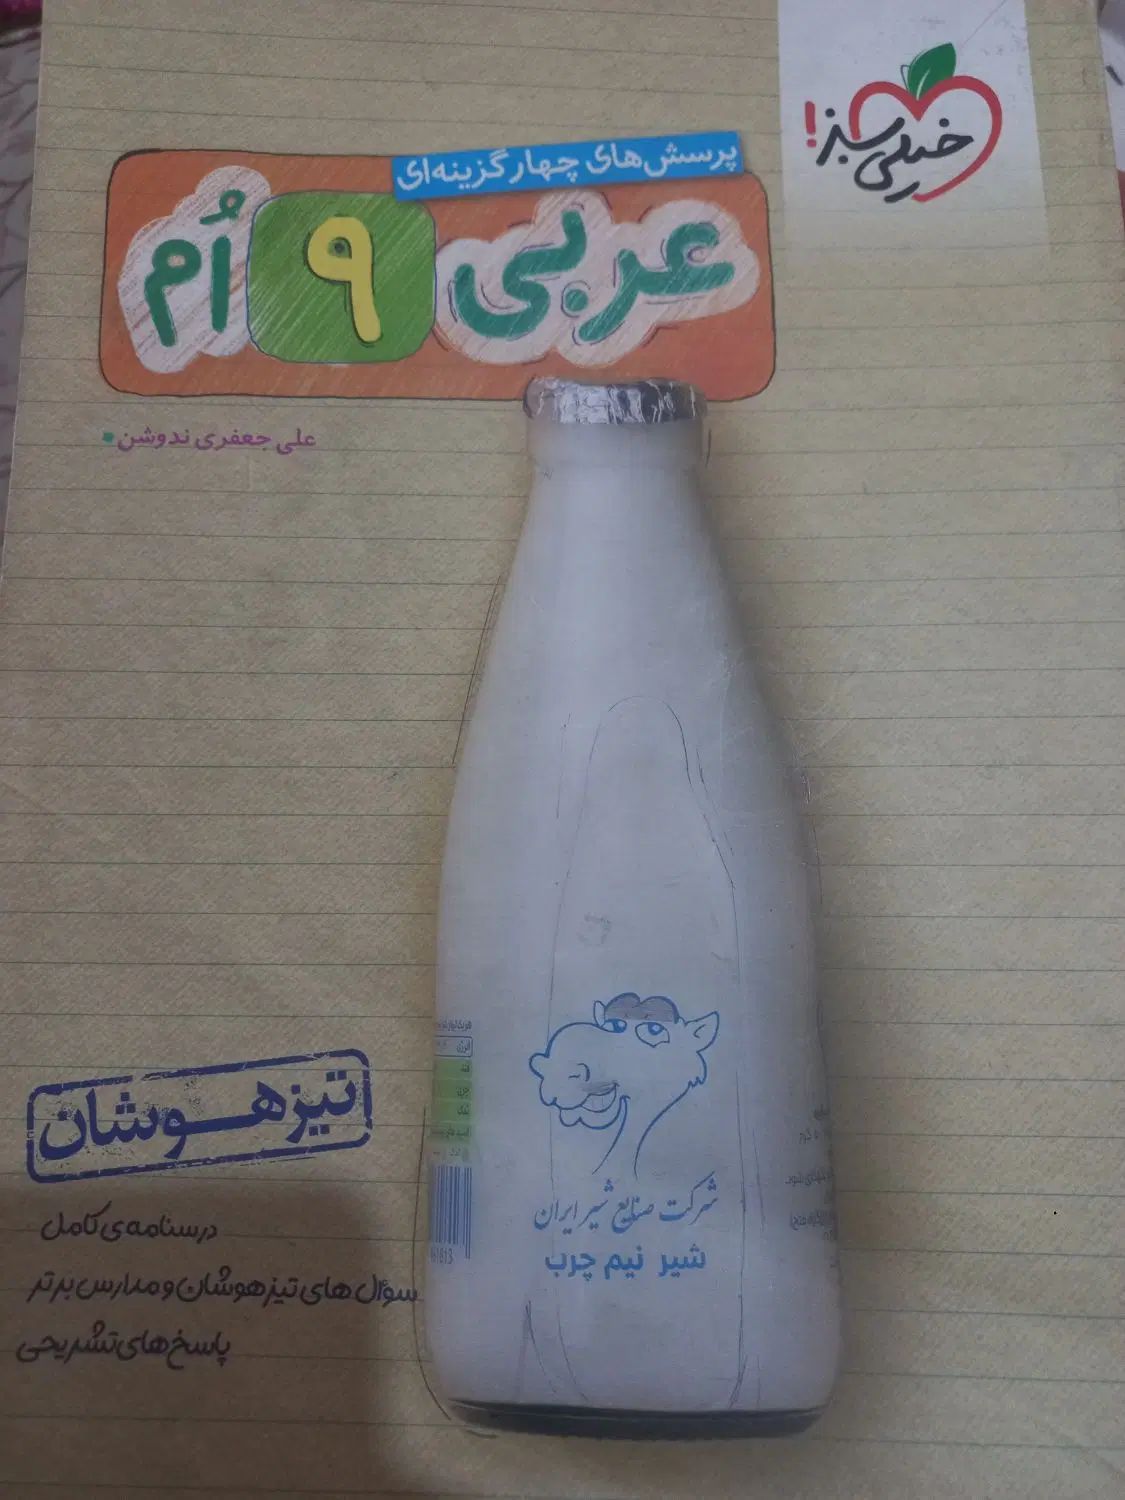 خیلی سبز!
پرسش‌های چهارگزینه‌ای
عربی ۹ اُم
علی جعفری ندوشن
تیزهوشان
درسنامه‌ی کامل
سؤال‌های تیزهوشان و مدارس برتر
پاسخ‌های تشریحی
شرکت صنایع شیر ایران
شیر نیم چرب